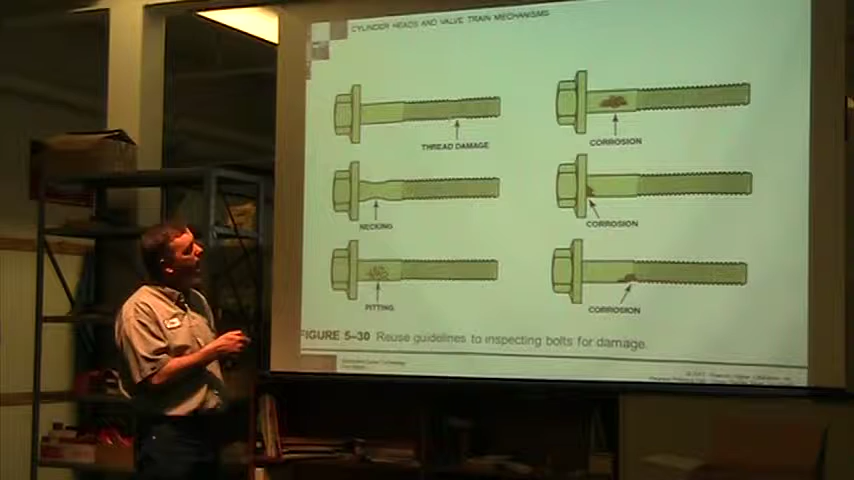 CYLINDER HEADS AND VALVE TRAIN MECHANISMS
THREAD DAMAGE
CORROSION
NECKING
CORROSION
PITTING
CORROSION
FIGURE 5–30 Reuse guidelines to inspecting bolts for damage.